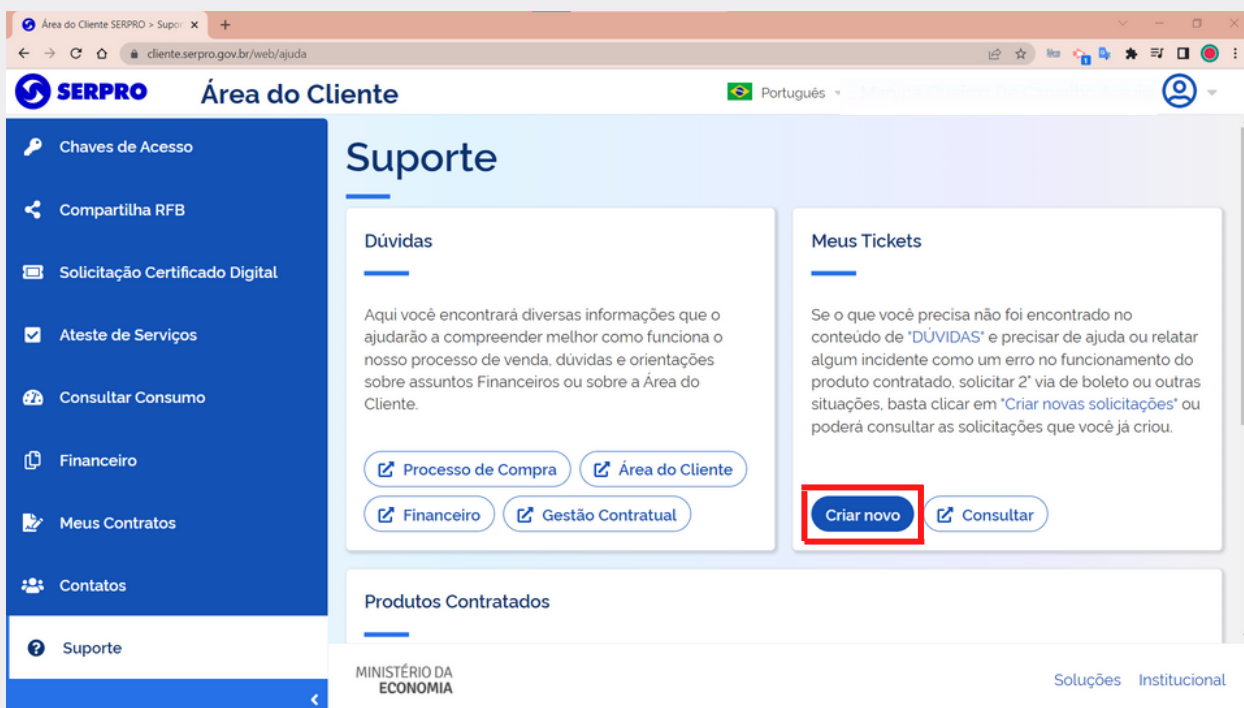 Área do Cliente SERPRO > Supor
cliente.serpro.gov.br/web/ajuda
SERPRO
Área do Cliente
Português
Chaves de Acesso
Compartilha RFB
Solicitação Certificado Digital
Ateste de Serviços
Consultar Consumo
Financeiro
Meus Contratos
Contatos
Suporte
Suporte
Dúvidas
Aqui você encontrará diversas informações que o
ajudarão a compreender melhor como funciona o
nosso processo de venda, dúvidas e orientações
sobre assuntos Financeiros ou sobre a Área do
Cliente.
Processo de Compra
Área do Cliente
Financeiro
Gestão Contratual
Meus Tickets
Se o que você precisa não foi encontrado no
conteúdo de "DÚVIDAS" e precisar de ajuda ou relatar
algum incidente como um erro no funcionamento do
produto contratado, solicitar 2° via de boleto ou outras
situações, basta clicar em "Criar novas solicitações" ou
poderá consultar as solicitações que você já criou.
Criar novo
Consultar
Produtos Contratados
MINISTÉRIO DA
ECONOMIA
Soluções
Institucional